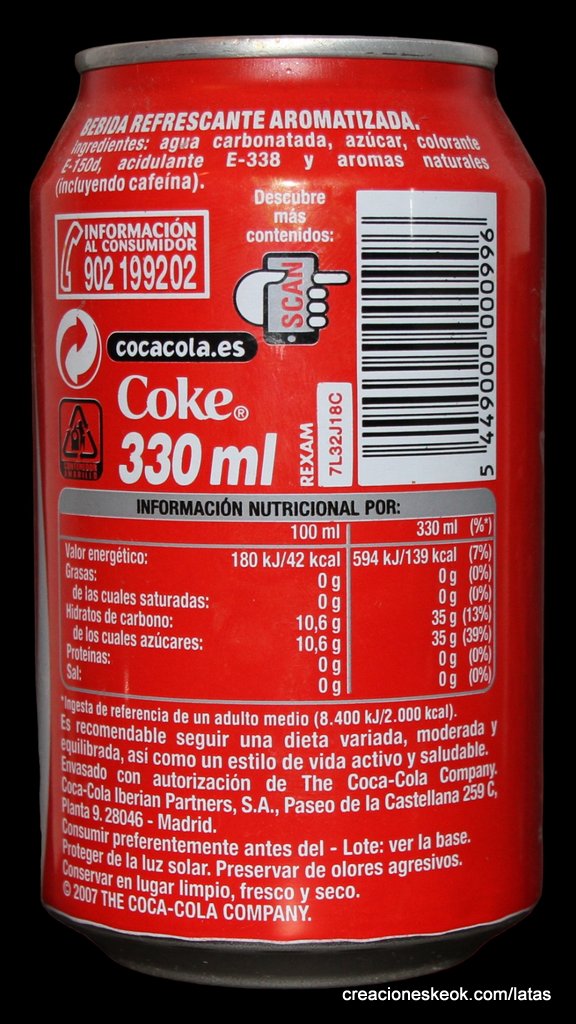 BEBIDA REFRESCANTE AROMATIZADA.
Ingredientes: agua carbonatada, azúcar, colorante
E-150d, acidulante E-338 y aromas naturales
(incluyendo cafeína).
Descubre
más
contenidos:
INFORMACIÓN
AL CONSUMIDOR
902 199202
SCAN
cocacola.es
Coke®
330 ml
REXAM
7L32J18C
5 449000 000996
CONTENEDOR
AMARILLO
INFORMACIÓN NUTRICIONAL POR:
100 ml 330 ml (%*)
Valor energético: 180 kJ/42 kcal 594 kJ/139 kcal (7%)
Grasas: 0 g 0 g (0%)
de las cuales saturadas: 0 g 0 g (0%)
Hidratos de carbono: 10,6 g 35 g (13%)
de los cuales azúcares: 10,6 g 35 g (39%)
Proteínas: 0 g 0 g (0%)
Sal: 0 g 0 g (0%)
*Ingesta de referencia de un adulto medio (8.400 kJ/2.000 kcal).
Es recomendable seguir una dieta variada, moderada y
equilibrada, así como un estilo de vida activo y saludable.
Envasado con autorización de The Coca-Cola Company.
Coca-Cola Iberian Partners, S.A., Paseo de la Castellana 259 C,
Planta 9. 28046 - Madrid.
Consumir preferentemente antes del - Lote: ver la base.
Proteger de la luz solar. Preservar de olores agresivos.
Conservar en lugar limpio, fresco y seco.
© 2007 THE COCA-COLA COMPANY.
creacioneskeok.com/latas